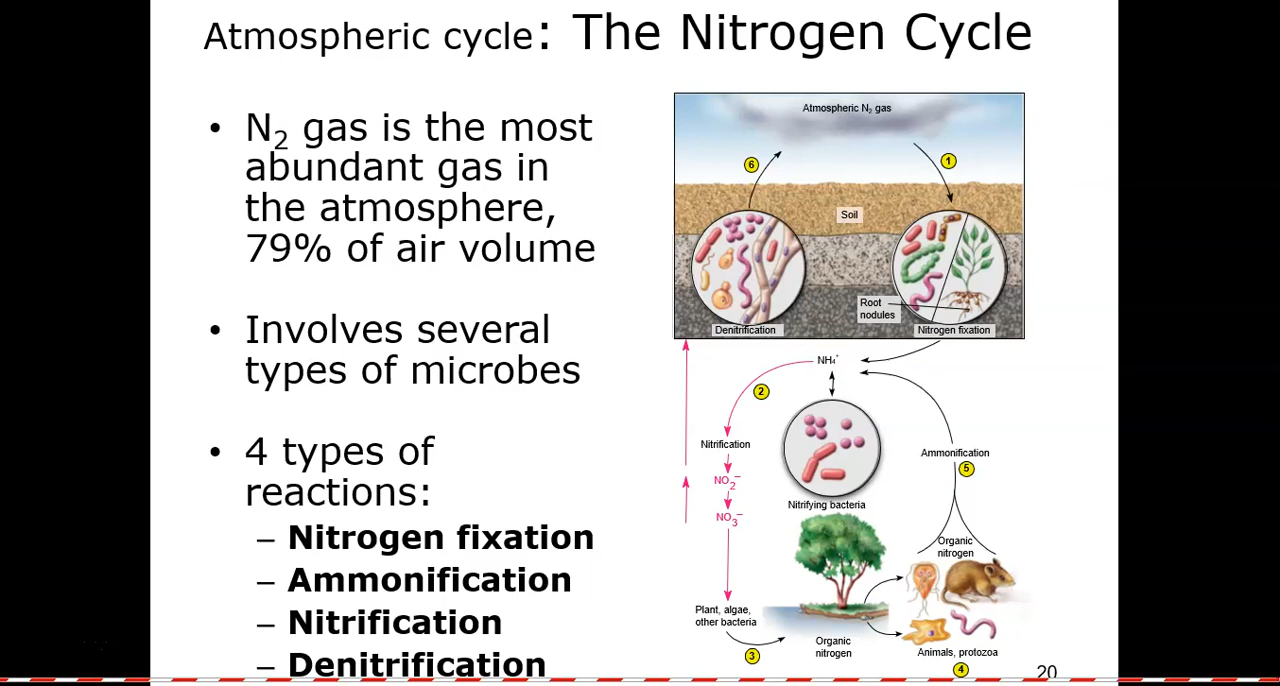 Atmospheric cycle: The Nitrogen Cycle
• N₂ gas is the most
abundant gas in
the atmosphere,
79% of air volume
• Involves several
types of microbes
• 4 types of
reactions:
– Nitrogen fixation
– Ammonification
– Nitrification
– Denitrification
Atmospheric N₂ gas
6
1
Soil
Root
nodules
Denitrification
Nitrogen fixation
NH₄⁺
2
Nitrification
NO₂⁻
NO₃⁻
Nitrifying bacteria
Ammonification
5
Organic
nitrogen
Plant, algae,
other bacteria
3
Organic
nitrogen
Animals, protozoa
4
20